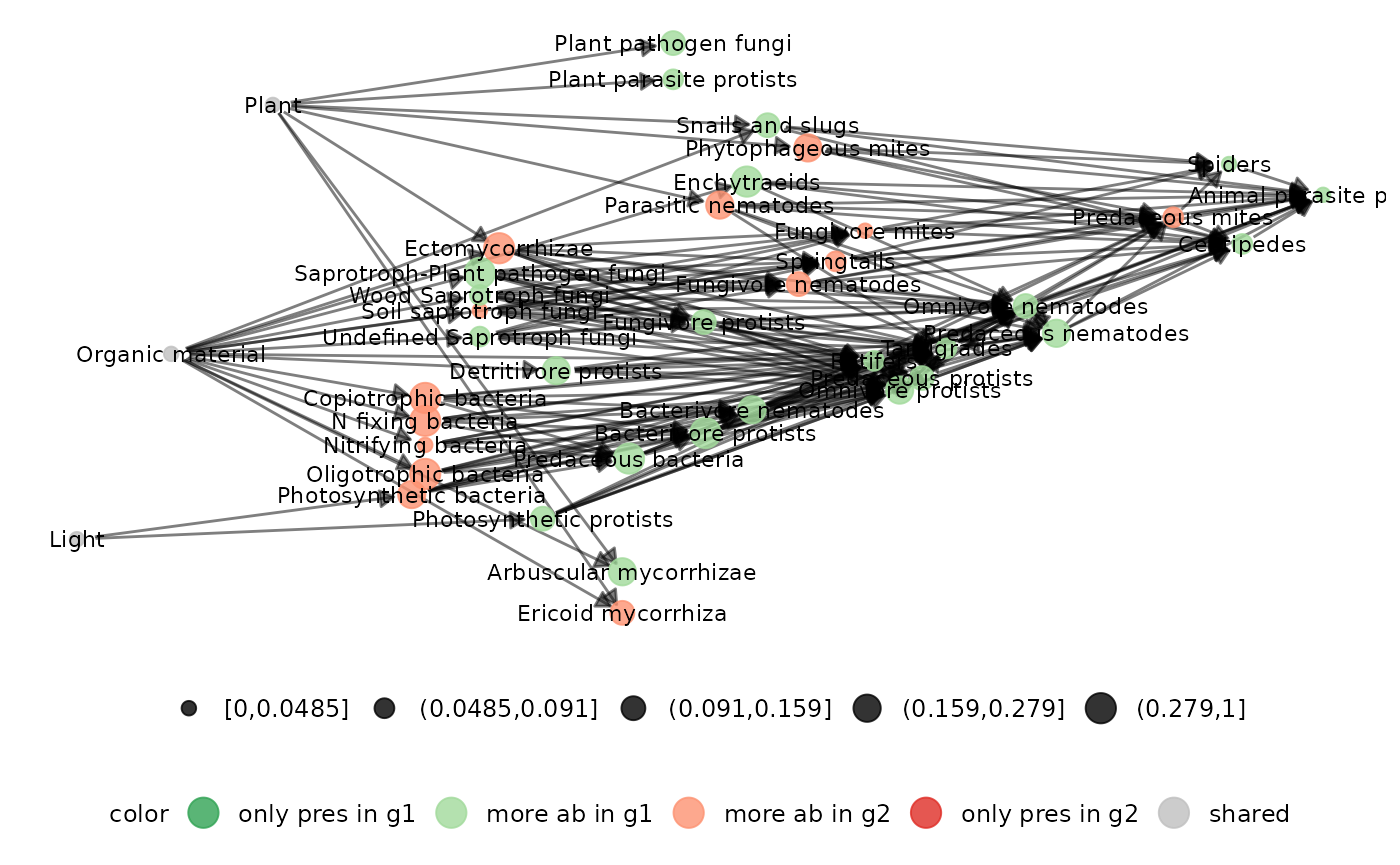 Plant pathogen fungi
Plant parasite protists
Plant
Snails and slugs
Phytophageous mites
Spiders
Enchytraeids
Animal parasite p
Parasitic nematodes
Predaceous mites
Fungivore mites
Ectomycorrhizae
Centipedes
Springtails
Saprotroph-Plant pathogen fungi
Fungivore nematodes
Wood Saprotroph fungi
Omnivore nematodes
Soil saprotroph fungi
Fungivore protists
Predaceous nematodes
Undefined Saprotroph fungi
Tardigrades
Organic material
Rotifers
Detritivore protists
Predaceous protists
Omnivore protists
Copiotrophic bacteria
Bacterivore nematodes
N fixing bacteria
Bacterivore protists
Nitrifying bacteria
Predaceous bacteria
Oligotrophic bacteria
Photosynthetic bacteria
Photosynthetic protists
Light
Arbuscular mycorrhizae
Ericoid mycorrhiza
[0,0.0485] (0.0485,0.091] (0.091,0.159] (0.159,0.279] (0.279,1]
color only pres in g1 more ab in g1 more ab in g2 only pres in g2 shared